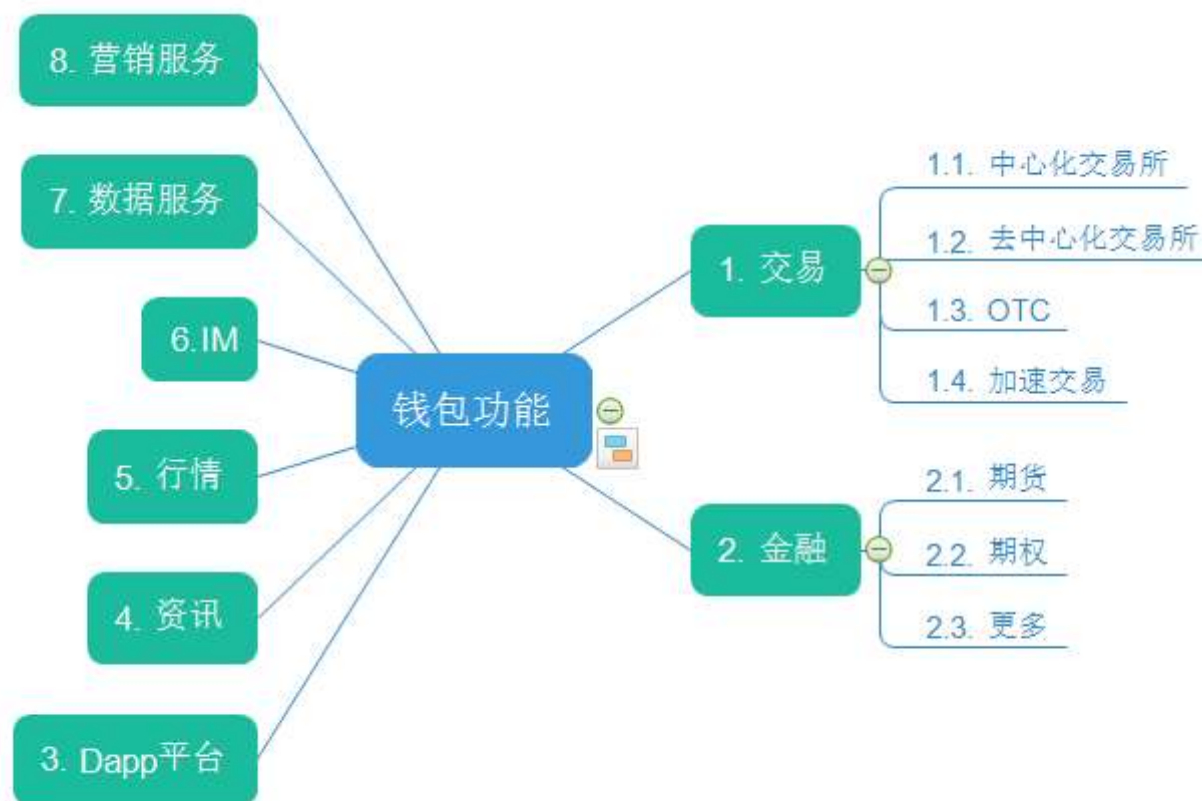 钱包功能
1. 交易
1.1. 中心化交易所
1.2. 去中心化交易所
1.3. OTC
1.4. 加速交易
2. 金融
2.1. 期货
2.2. 期权
2.3. 更多
3. Dapp平台
4. 资讯
5. 行情
6.IM
7. 数据服务
8. 营销服务